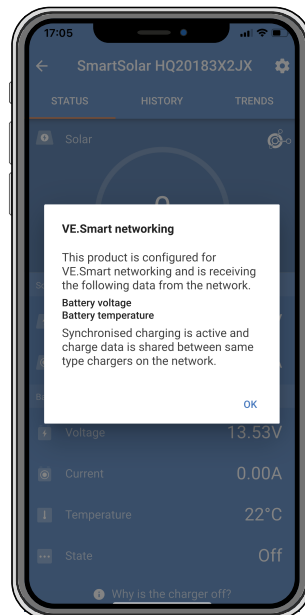 17:05
SmartSolar HQ20183X2JX
STATUS HISTORY TRENDS
Solar
VE.Smart networking
This product is configured for
VE.Smart networking and is receiving
the following data from the network.
Battery voltage
Battery temperature
Synchronised charging is active and
charge data is shared between same
type chargers on the network.
OK
Voltage 13.53V
Current 0.00A
Temperature 22°C
State Off
Why is the charger off?